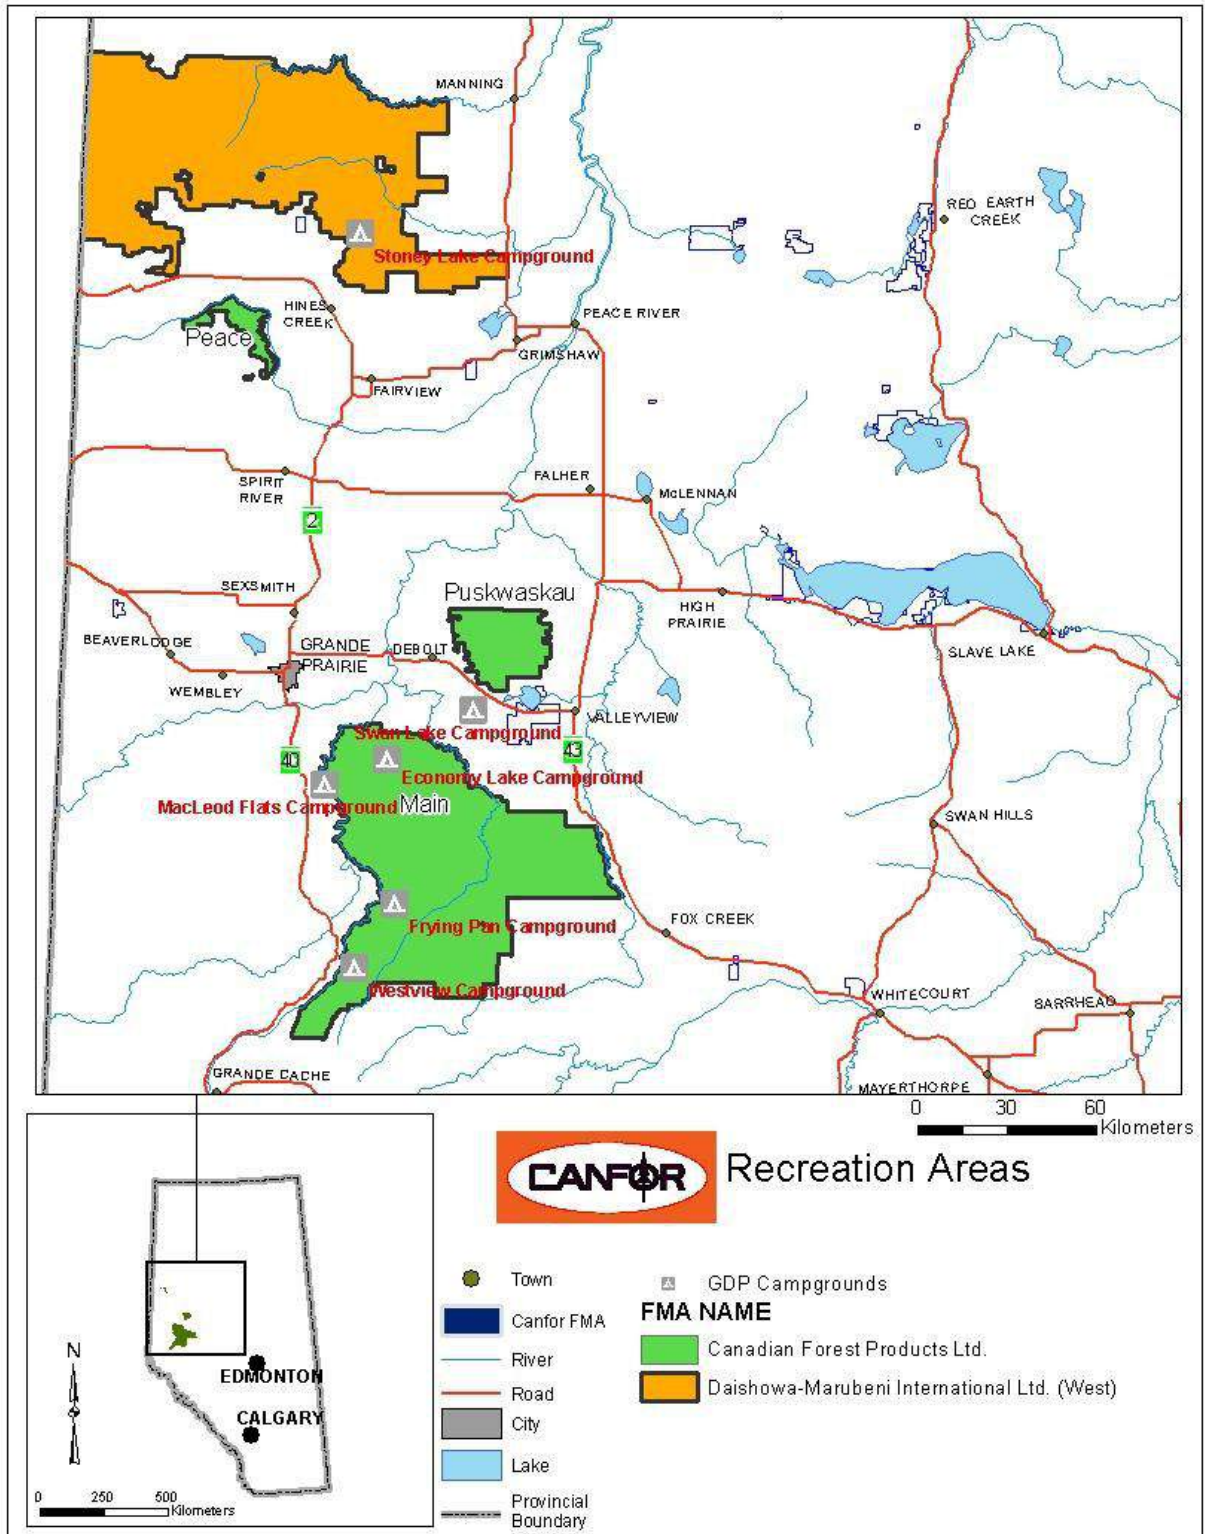 MANNING
RED EARTH
CREEK
Stoney Lake Campground
HINES
CREEK
PEACE RIVER
Peace
GRIMSHAW
FAIRVIEW
SPIRIT
RIVER
FALHER
McLENNAN
2
SEXSMITH
Puskwaskau
HIGH
PRAIRIE
BEAVERLODGE
GRANDE
PRAIRIE
DEBOLT
SLAVE LAKE
WEMBLEY
VALLEYVIEW
Swan Lake Campground
40
43
Economy Lake Campground
MacLeod Flats Campground
Main
SWAN HILLS
Frying Pan Campground
FOX CREEK
Westview Campground
WHITECOURT
BARRHEAD
GRANDE CACHE
MAYERTHORPE
0 30 60
Kilometers
CANFOR
Recreation Areas
Town
GDP Campgrounds
Canfor FMA
FMA NAME
River
Canadian Forest Products Ltd.
Road
Daishowa-Marubeni International Ltd. (West)
City
Lake
Provincial
Boundary
N
EDMONTON
CALGARY
0 250 500
Kilometers